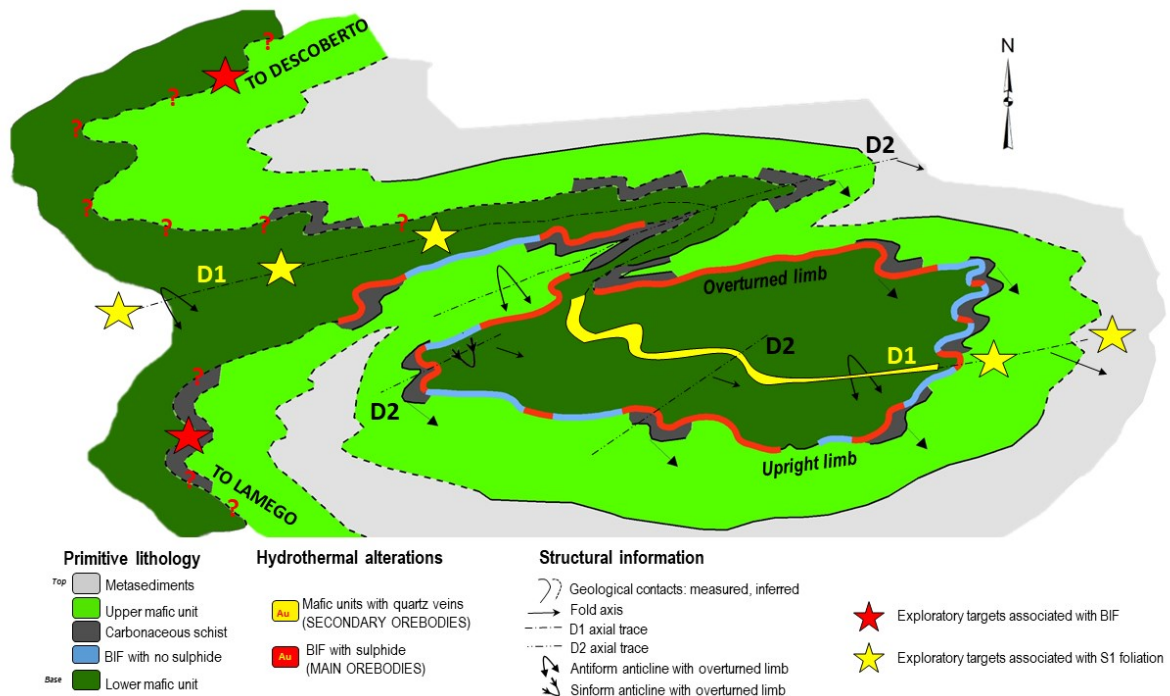 N
TO DESCOBERTO
D2
D1
Overturned limb
D2
D1
D2
Upright limb
TO LAMEGO
?
?
?
?
?
?
?
?
?
?
Primitive lithology
Top
Metasediments
Upper mafic unit
Carbonaceous schist
BIF with no sulphide
Base
Lower mafic unit
Hydrothermal alterations
Au
Mafic units with quartz veins
(SECONDARY OREBODIES)
Au
BIF with sulphide
(MAIN OREBODIES)
Structural information
Geological contacts: measured, inferred
Fold axis
D1 axial trace
D2 axial trace
Antiform anticline with overturned limb
Sinform anticline with overturned limb
Exploratory targets associated with BIF
Exploratory targets associated with S1 foliation